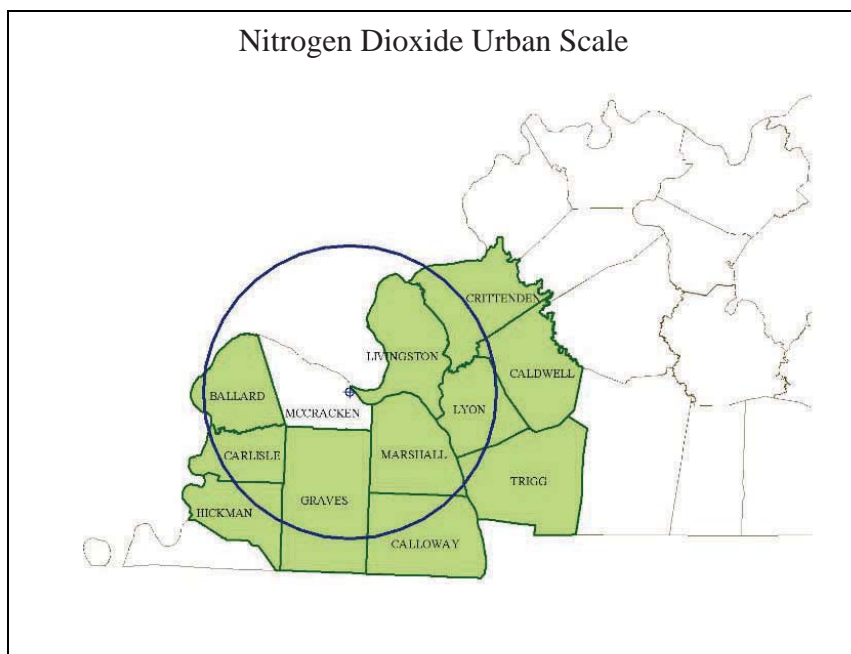 Nitrogen Dioxide Urban Scale
CRITTENDEN
LIVINGSTON
CALDWELL
BALLARD
LYON
MCCRACKEN
CARLISLE
MARSHALL
TRIGG
GRAVES
HICKMAN
CALLOWAY